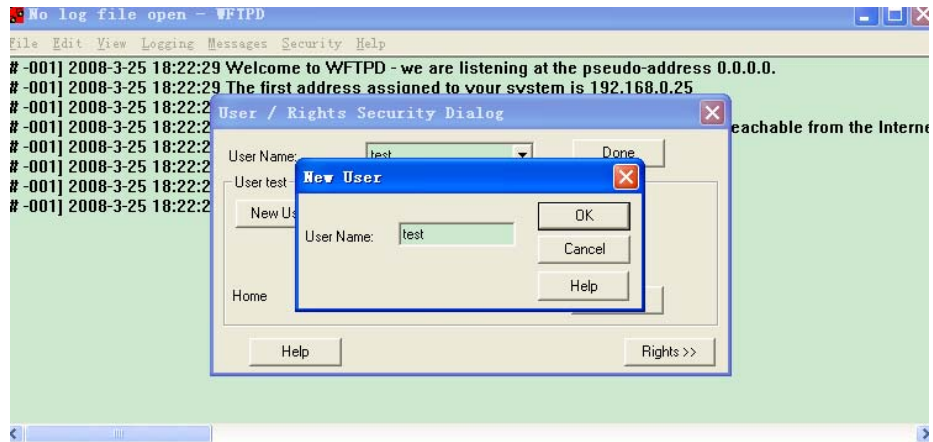 No log file open - WFTPD
File Edit View Logging Messages Security Help
# -001] 2008-3-25 18:22:29 Welcome to WFTPD - we are listening at the pseudo-address 0.0.0.0.
# -001] 2008-3-25 18:22:29 The first address assigned to your system is 192.168.0.25
# -001] 2008-3-25 18:22:2
# -001] 2008-3-25 18:22:2 eachable from the Interne
# -001] 2008-3-25 18:22:2
# -001] 2008-3-25 18:22:2
# -001] 2008-3-25 18:22:2
# -001] 2008-3-25 18:22:2
User / Rights Security Dialog
User Name: test Done
User test
New Us
Home
Help Rights >>
New User
User Name: test
OK
Cancel
Help